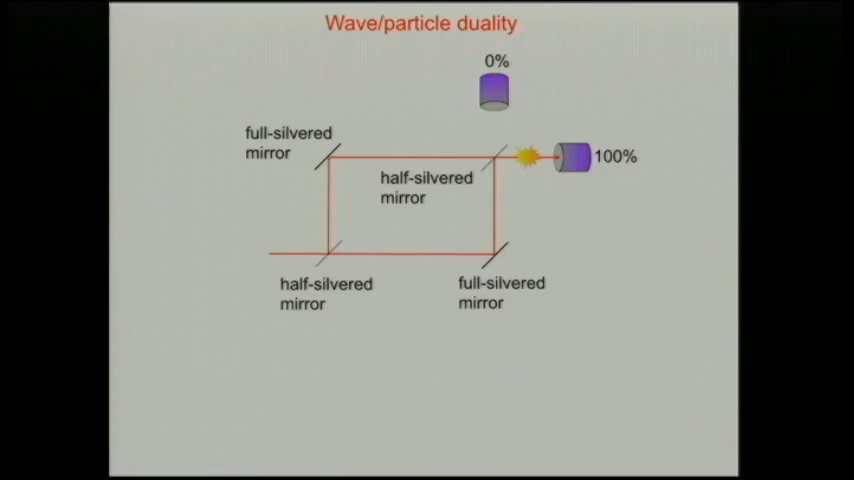 Wave/particle duality
0%
full-silvered
mirror
100%
half-silvered
mirror
half-silvered
mirror
full-silvered
mirror